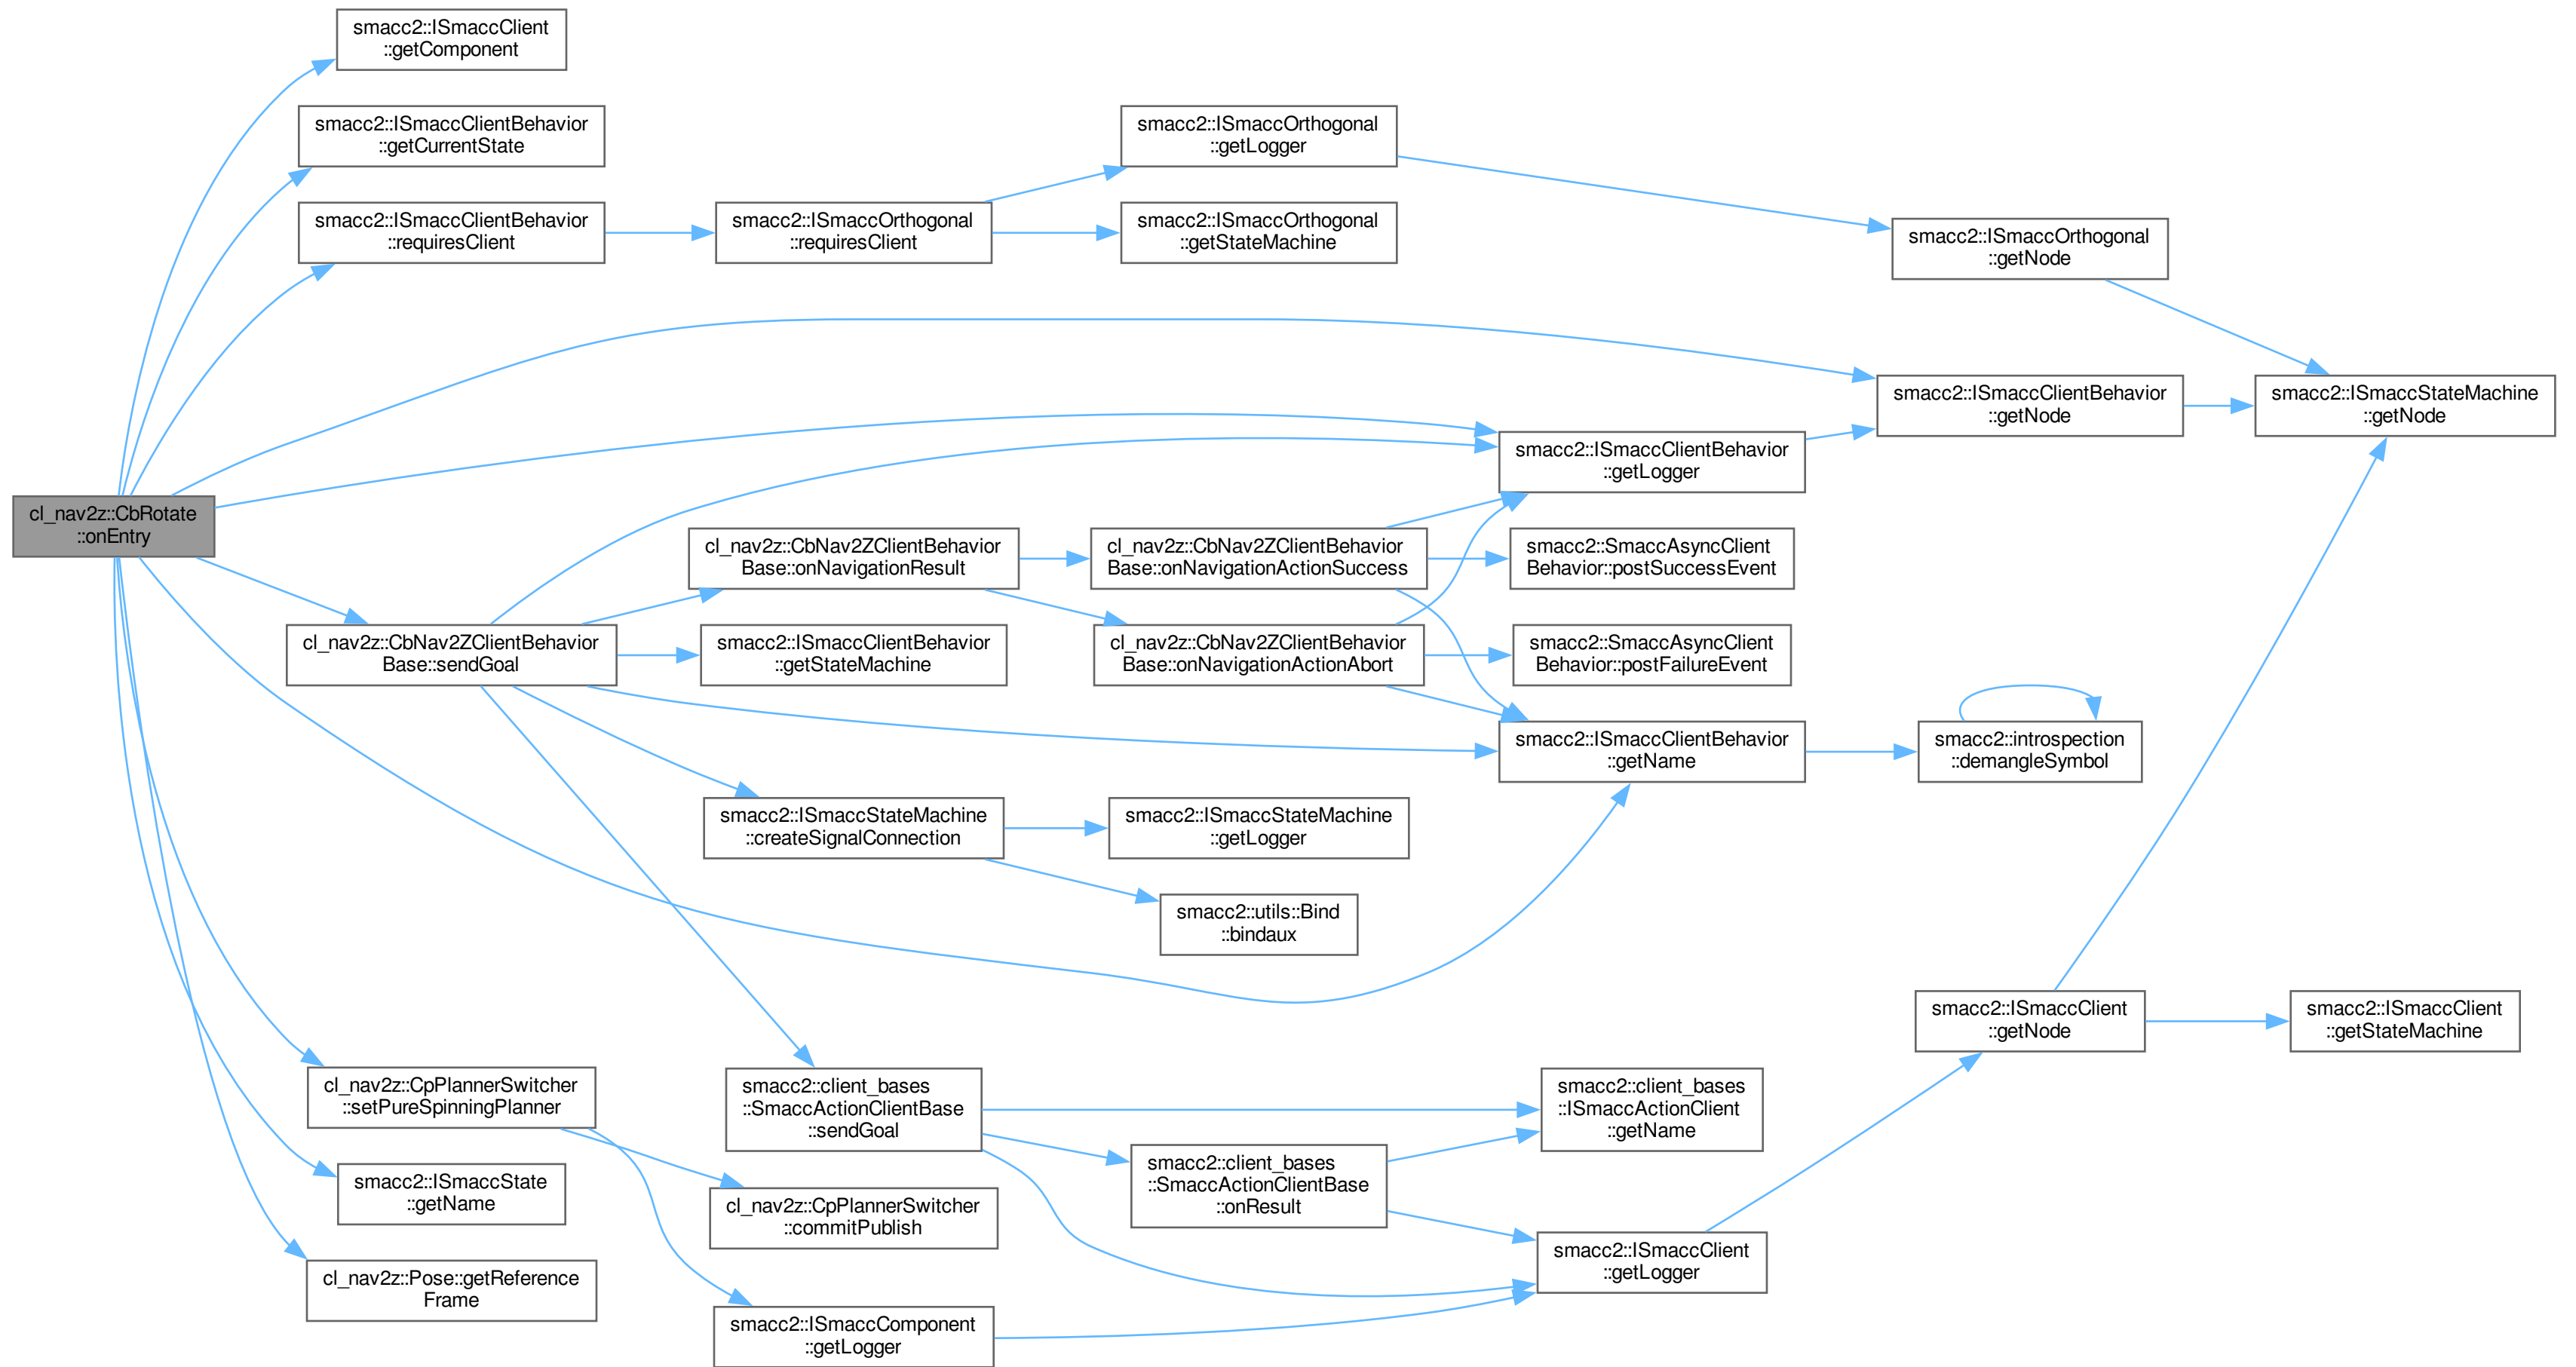 smacc2::ISmaccClient
::getComponent
smacc2::ISmaccClientBehavior
::getCurrentState
smacc2::ISmaccOrthogonal
::getLogger
smacc2::ISmaccClientBehavior
::requiresClient
smacc2::ISmaccOrthogonal
::requiresClient
smacc2::ISmaccOrthogonal
::getStateMachine
smacc2::ISmaccOrthogonal
::getNode
smacc2::ISmaccClientBehavior
::getNode
smacc2::ISmaccStateMachine
::getNode
smacc2::ISmaccClientBehavior
::getLogger
cl_nav2z::CbRotate
::onEntry
cl_nav2z::CbNav2ZClientBehavior
Base::onNavigationResult
cl_nav2z::CbNav2ZClientBehavior
Base::onNavigationActionSuccess
smacc2::SmaccAsyncClient
Behavior::postSuccessEvent
cl_nav2z::CbNav2ZClientBehavior
Base::sendGoal
smacc2::ISmaccClientBehavior
::getStateMachine
cl_nav2z::CbNav2ZClientBehavior
Base::onNavigationActionAbort
smacc2::SmaccAsyncClient
Behavior::postFailureEvent
smacc2::ISmaccClientBehavior
::getName
smacc2::introspection
::demangleSymbol
smacc2::ISmaccStateMachine
::createSignalConnection
smacc2::ISmaccStateMachine
::getLogger
smacc2::utils::Bind
::bindaux
smacc2::ISmaccClient
::getNode
smacc2::ISmaccClient
::getStateMachine
cl_nav2z::CpPlannerSwitcher
::setPureSpinningPlanner
smacc2::client_bases
::SmaccActionClientBase
::sendGoal
smacc2::client_bases
::ISmaccActionClient
::getName
smacc2::client_bases
::SmaccActionClientBase
::onResult
smacc2::ISmaccState
::getName
cl_nav2z::CpPlannerSwitcher
::commitPublish
smacc2::ISmaccClient
::getLogger
cl_nav2z::Pose::getReference
Frame
smacc2::ISmaccComponent
::getLogger